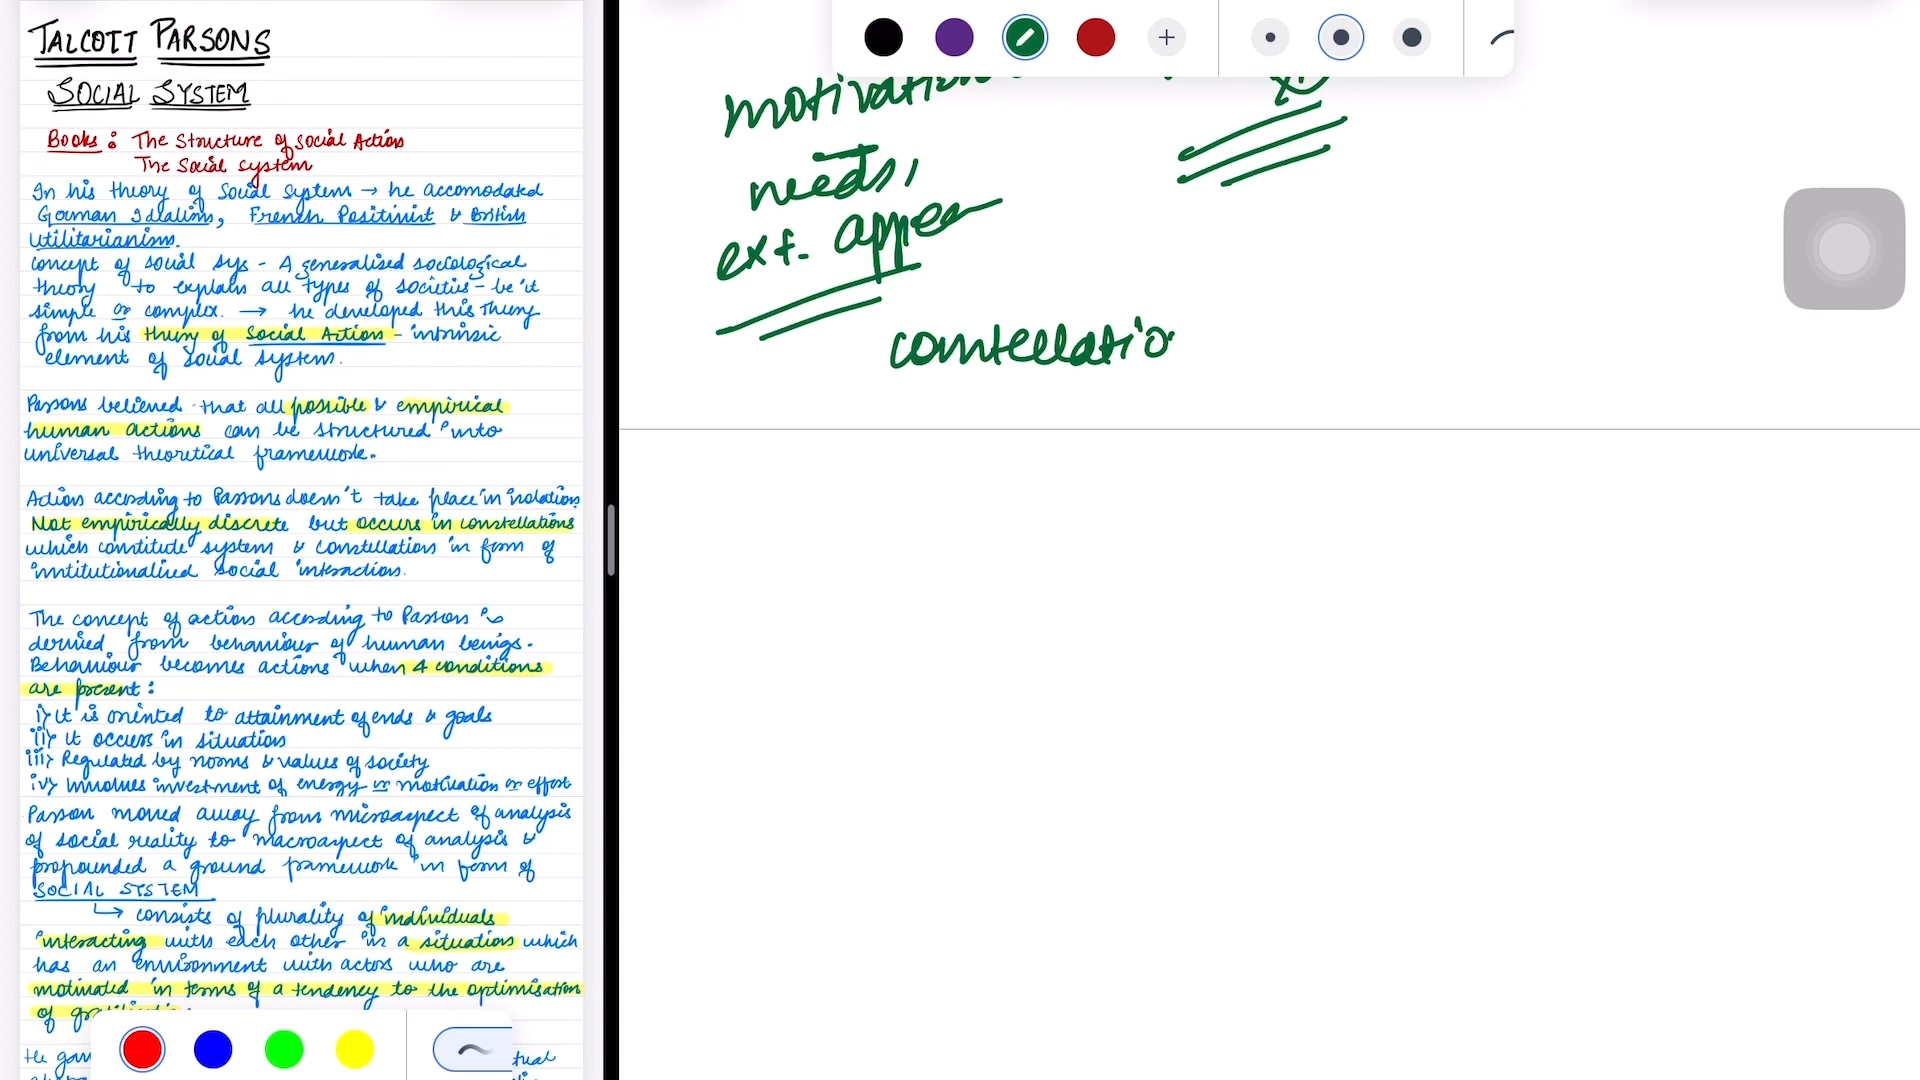 TALCOTT PARSONS
SOCIAL SYSTEM
Books : The Structure of Social Action
The Social System
In his theory of Social System → he accomodated
German Idealism, French Positivist & British
Utilitarianism.
Concept of Social Sys - A generalised sociological
theory to explain all types of societies - be it
simple or complex. → he developed this theory
from his theory of Social Action - intrinsic
element of social system.
Parsons believed that all possible & empirical
human actions can be structured into
universal theoretical framework.
Action according to Parsons doesn't take place in isolation.
Not empirically discrete but occurs in constellations
which constitute system & constellation in form of
institutionalised social interaction.
The concept of action according to Parsons is
derived from behaviour of human beings.
Behaviour becomes actions when 4 conditions
are present :
i) It is oriented to attainment of ends & goals
ii) it occurs in situation
iii) Regulated by norms & values of society
iv) Involves investment of energy or motivation or effort
Parson moved away from microaspect of analysis
of social reality to macroaspect of analysis &
propounded a ground framework in form of
SOCIAL SYSTEM
↳ consists of plurality of individuals
interacting with each other in a situation which
has an environment with actors who are
motivated in terms of a tendency to the optimisation
of
He
motivation
needs,
ext. appea
constellatio